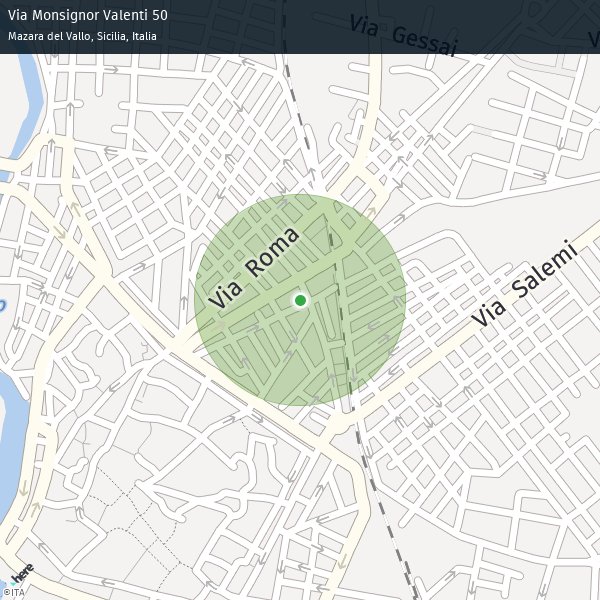 Via Monsignor Valenti 50
Mazara del Vallo, Sicilia, Italia
Via Gessai
V
Via Roma
Via Salemi
o
here
©ITA